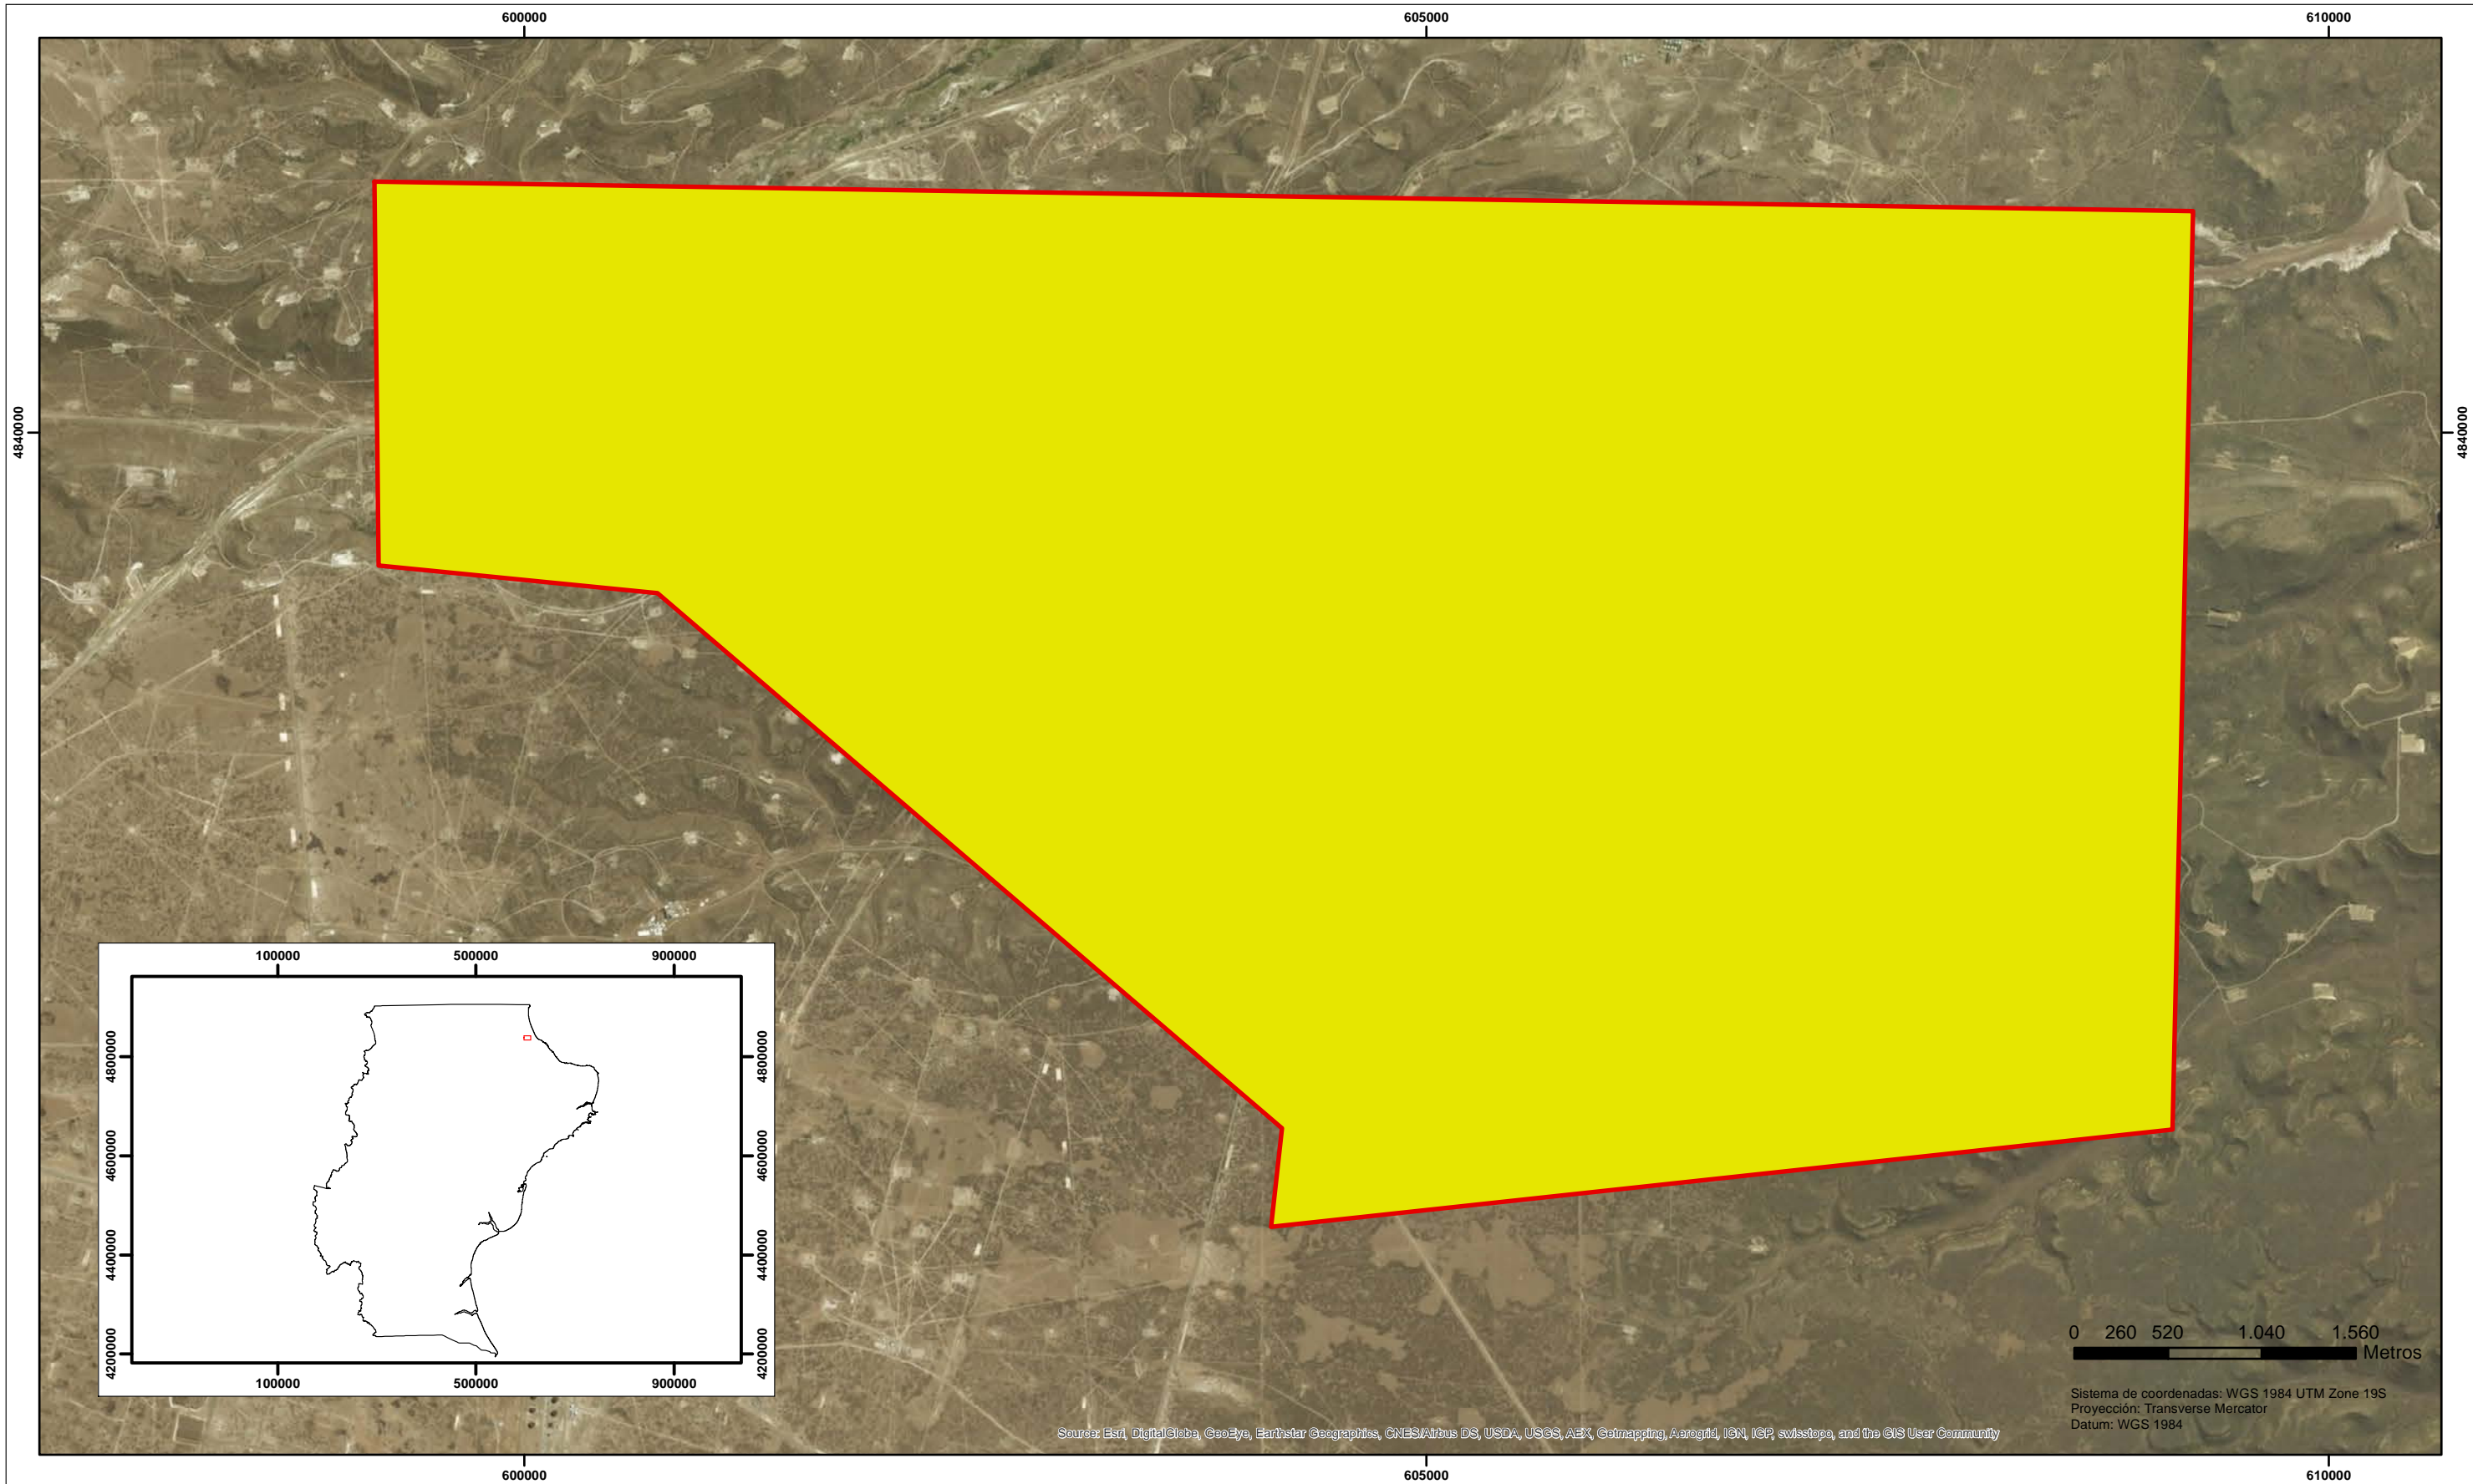 600000 605000 610000
4840000 4840000
100000 500000 900000
4800000 4800000
4600000 4600000
4400000 4400000
4200000 4200000
100000 500000 900000
0 260 520 1.040 1.560
Metros
Sistema de coordenadas: WGS 1984 UTM Zone 19S
Proyección: Transverse Mercator
Datum: WGS 1984
Source: Esri, DigitalGlobe, GeoEye, Earthstar Geographics, CNES/Airbus DS, USDA, USGS, AEX, Getmapping, Aerogrid, IGN, IGP, swisstopo, and the GIS User Community
600000 605000 610000